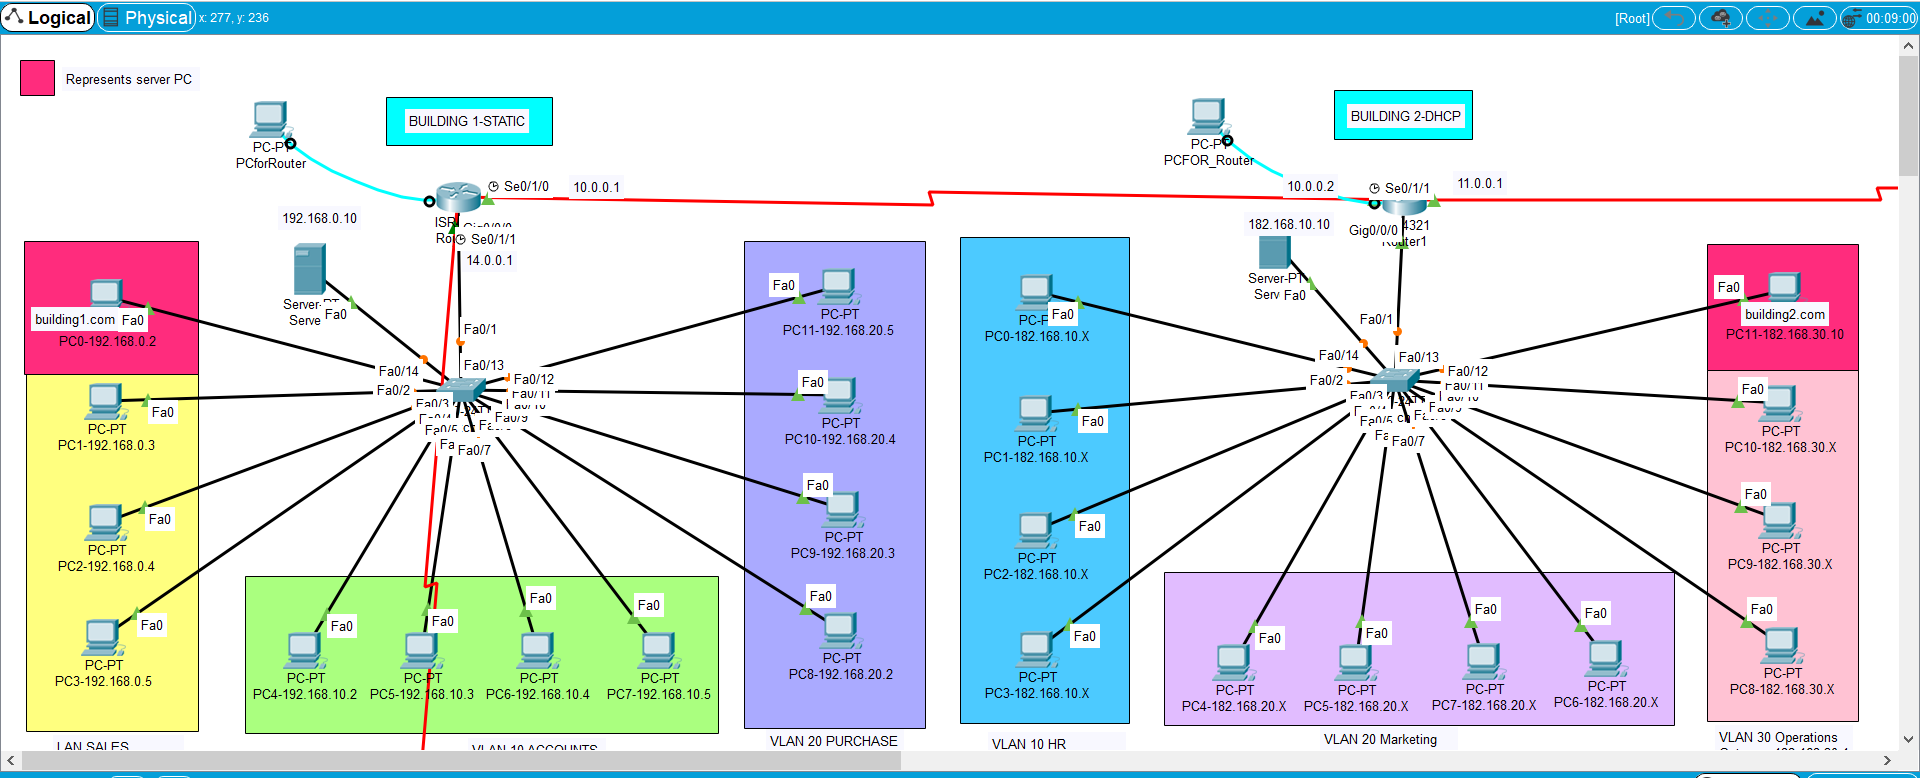 Logical
Physical
x: 277, y: 236
[Root]
00:09:00
Represents server PC
BUILDING 1-STATIC
PC-PT
PCforRouter
Se0/1/0
10.0.0.1
192.168.0.10
Se0/1/1
14.0.0.1
Server-PT
Fa0
building1.com
Fa0
PC0-192.168.0.2
Fa0
PC-PT
PC1-192.168.0.3
Fa0
PC-PT
PC2-192.168.0.4
Fa0
PC-PT
PC3-192.168.0.5
LAN SALES
Fa0/1
Fa0/13
Fa0/14
Fa0/12
Fa0/2
Fa0/11
Fa0/3
Fa0/9
Fa0/5
Fa0/7
Fa0
PC-PT
PC4-192.168.10.2
Fa0
PC-PT
PC5-192.168.10.3
Fa0
PC-PT
PC6-192.168.10.4
Fa0
PC-PT
PC7-192.168.10.5
VLAN 10 ACCOUNTS
Fa0
PC-PT
PC11-192.168.20.5
Fa0
PC-PT
PC10-192.168.20.4
Fa0
PC-PT
PC9-192.168.20.3
Fa0
PC-PT
PC8-192.168.20.2
VLAN 20 PURCHASE
BUILDING 2-DHCP
PC-PT
PCFOR_Router
10.0.0.2
Se0/1/1
11.0.0.1
182.168.10.10
Gig0/0/0
4321
Router1
Server-PT
Fa0
Fa0
PC0-182.168.10.X
Fa0
PC-PT
PC1-182.168.10.X
Fa0
PC-PT
PC2-182.168.10.X
Fa0
PC-PT
PC3-182.168.10.X
VLAN 10 HR
Fa0/1
Fa0/14
Fa0/13
Fa0/12
Fa0/2
Fa0/11
Fa0/3
Fa0/5
Fa0/7
Fa0
PC-PT
PC4-182.168.20.X
Fa0
PC-PT
PC5-182.168.20.X
Fa0
PC-PT
PC7-182.168.20.X
Fa0
PC-PT
PC6-182.168.20.X
VLAN 20 Marketing
Fa0
building2.com
PC11-182.168.30.10
Fa0
PC-PT
PC10-182.168.30.X
Fa0
PC-PT
PC9-182.168.30.X
Fa0
PC-PT
PC8-182.168.30.X
VLAN 30 Operations